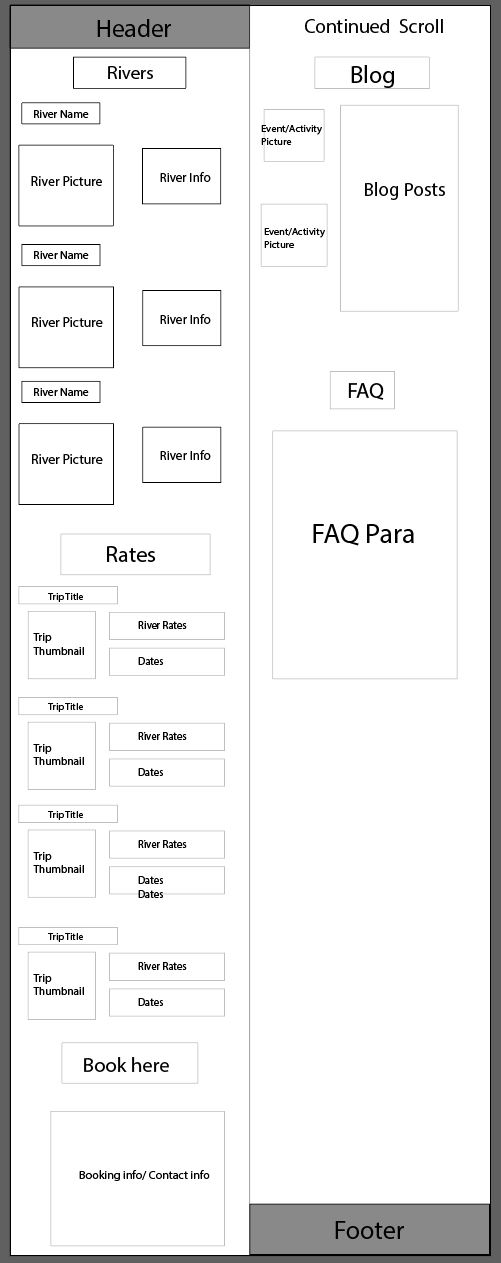 Header
Rivers
River Name
River Picture
River Info
River Name
River Picture
River Info
River Name
River Picture
River Info
Rates
Trip Title
Trip
Thumbnail
River Rates
Dates
Trip Title
Trip
Thumbnail
River Rates
Dates
Trip Title
Trip
Thumbnail
River Rates
Dates
Dates
Trip Title
Trip
Thumbnail
River Rates
Dates
Book here
Booking info/ Contact info
Continued Scroll
Blog
Event/Activity
Picture
Blog Posts
Event/Activity
Picture
FAQ
FAQ Para
Footer